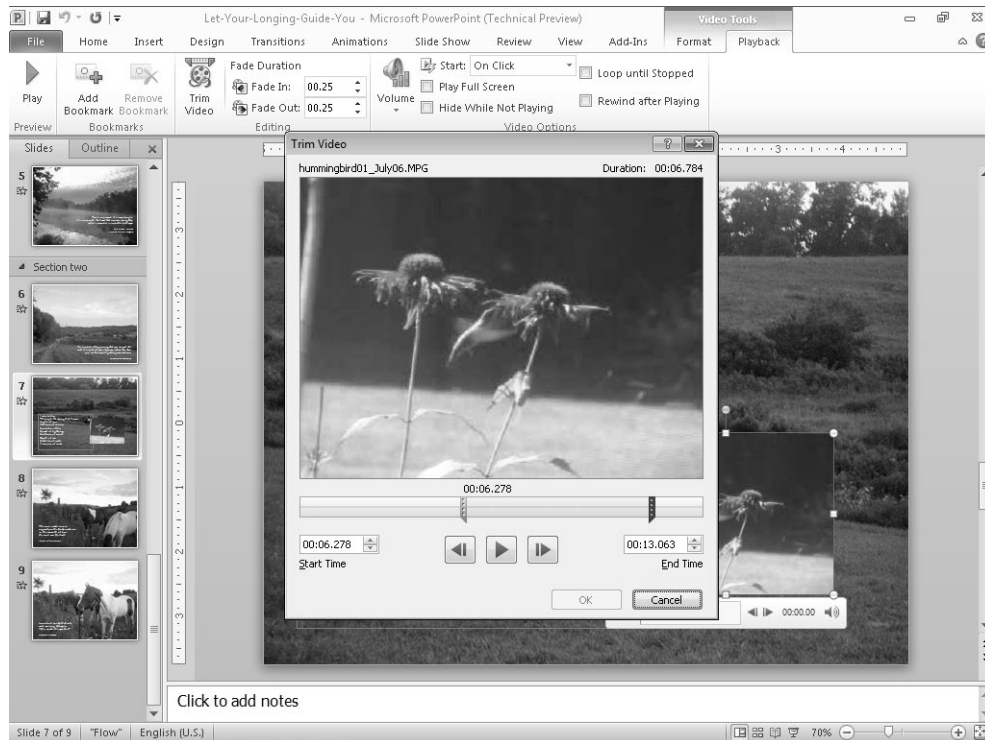 Let-Your-Longing-Guide-You - Microsoft PowerPoint (Technical Preview)
Video Tools
File Home Insert Design Transitions Animations Slide Show Review View Add-Ins Format Playback
Play
Preview
Add Bookmark
Remove Bookmark
Bookmarks
Trim Video
Fade Duration
Fade In: 00.25
Fade Out: 00.25
Editing
Volume
Start: On Click
Play Full Screen
Hide While Not Playing
Loop until Stopped
Rewind after Playing
Video Options
Slides Outline
5
Section two
6
7
8
9
Trim Video
hummingbird01_July06.MPG Duration: 00:06.784
00:06.278
00:06.278
Start Time
00:13.063
End Time
OK Cancel
00:00.00
Click to add notes
Slide 7 of 9 "Flow" English (U.S.) 70%